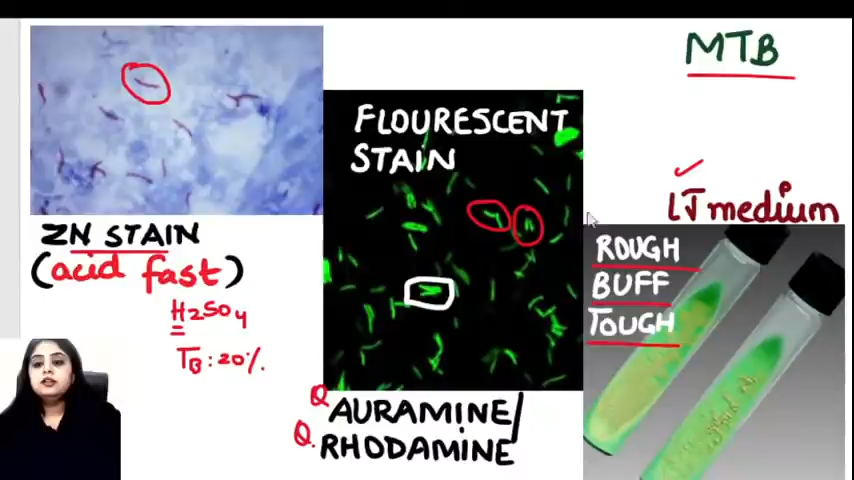 MTB
FLOURESCENT
STAIN
LJ medium
ZN STAIN
(acid fast)
H2SO4
TB: 20%.
ROUGH
BUFF
TOUGH
Q AURAMINE/
Q. RHODAMINE